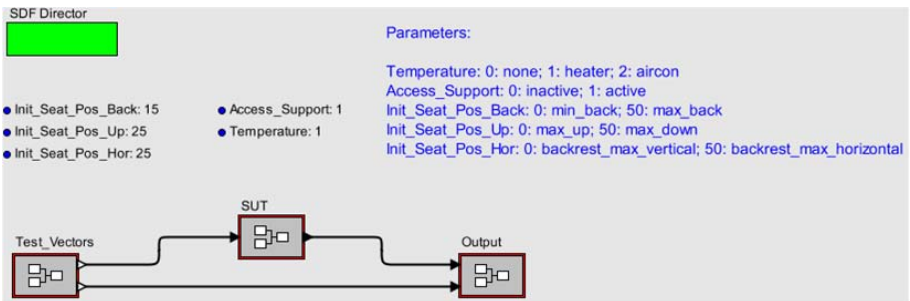 SDF Director
Parameters:
Temperature: 0: none; 1: heater; 2: aircon
Access_Support: 0: inactive; 1: active
Init_Seat_Pos_Back: 0: min_back; 50: max_back
Init_Seat_Pos_Up: 0: max_up; 50: max_down
Init_Seat_Pos_Hor: 0: backrest_max_vertical; 50: backrest_max_horizontal
Init_Seat_Pos_Back: 15
Init_Seat_Pos_Up: 25
Init_Seat_Pos_Hor: 25
Access_Support: 1
Temperature: 1
SUT
Test_Vectors
Output